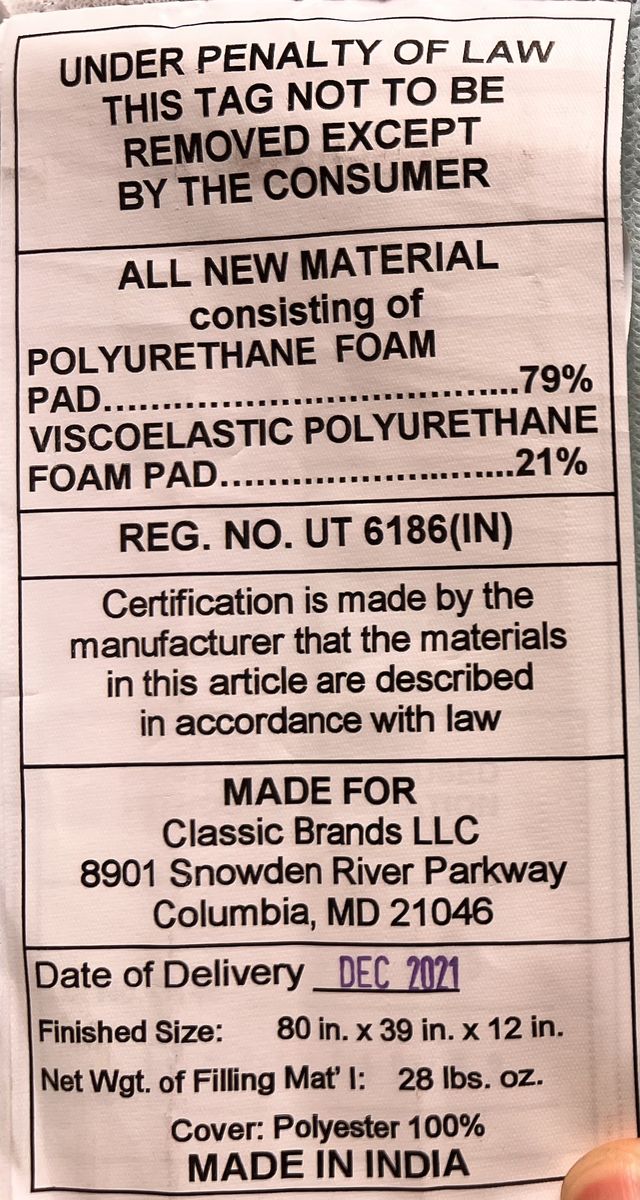 UNDER PENALTY OF LAW
THIS TAG NOT TO BE
REMOVED EXCEPT
BY THE CONSUMER
ALL NEW MATERIAL
consisting of
POLYURETHANE FOAM
PAD.......................................79%
VISCOELASTIC POLYURETHANE
FOAM PAD............................21%
REG. NO. UT 6186(IN)
Certification is made by the
manufacturer that the materials
in this article are described
in accordance with law
MADE FOR
Classic Brands LLC
8901 Snowden River Parkway
Columbia, MD 21046
Date of Delivery DEC 2021
Finished Size: 80 in. x 39 in. x 12 in.
Net Wgt. of Filling Mat' l: 28 lbs. oz.
Cover: Polyester 100%
MADE IN INDIA